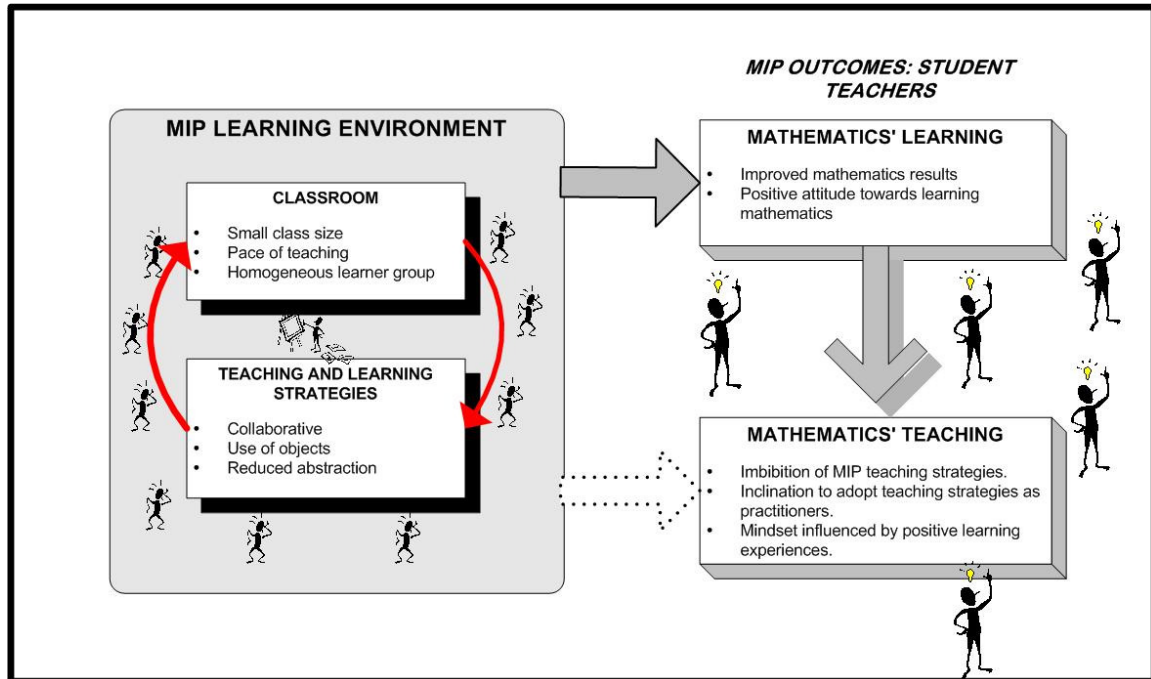 MIP LEARNING ENVIRONMENT
CLASSROOM
• Small class size
• Pace of teaching
• Homogeneous learner group
TEACHING AND LEARNING
STRATEGIES
• Collaborative
• Use of objects
• Reduced abstraction
MIP OUTCOMES: STUDENT
TEACHERS
MATHEMATICS' LEARNING
• Improved mathematics results
• Positive attitude towards learning
mathematics
MATHEMATICS' TEACHING
• Imbibition of MIP teaching strategies.
• Inclination to adopt teaching strategies as
practitioners.
• Mindset influenced by positive learning
experiences.